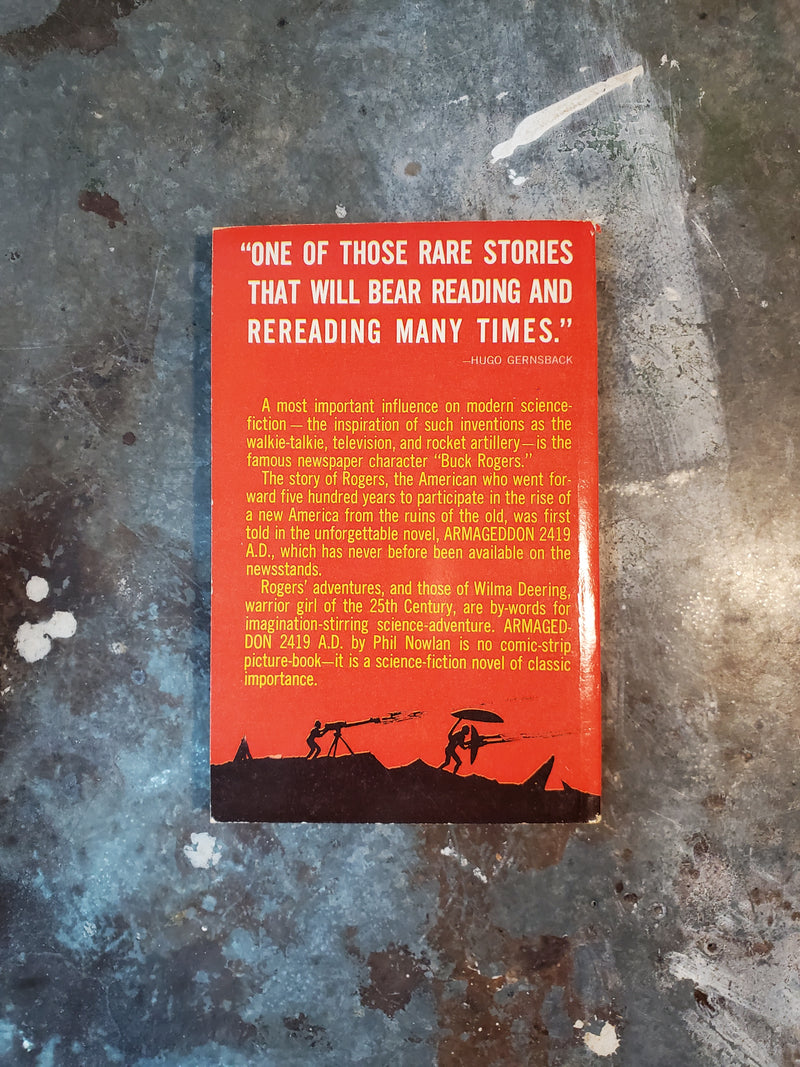 “ONE OF THOSE RARE STORIES
THAT WILL BEAR READING AND
REREADING MANY TIMES.”
—HUGO GERNSBACK
A most important influence on modern science-
fiction — the inspiration of such inventions as the
walkie-talkie, television, and rocket artillery — is the
famous newspaper character “Buck Rogers.”
The story of Rogers, the American who went for-
ward five hundred years to participate in the rise of
a new America from the ruins of the old, was first
told in the unforgettable novel, ARMAGEDDON 2419
A.D., which has never before been available on the
newsstands.
Rogers’ adventures, and those of Wilma Deering,
warrior girl of the 25th Century, are by-words for
imagination-stirring science-adventure. ARMAGED-
DON 2419 A.D. by Phil Nowlan is no comic-strip
picture-book—it is a science-fiction novel of classic
importance.